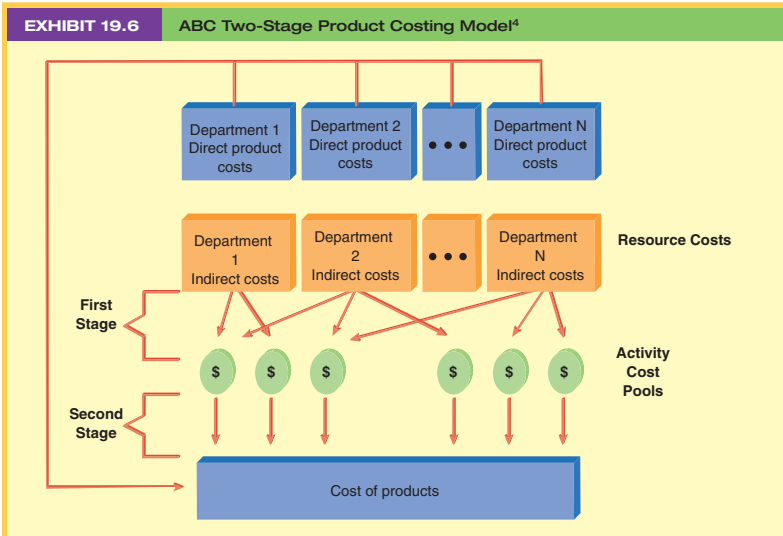 EXHIBIT 19.6
ABC Two-Stage Product Costing Model4
Department 1
Direct product
costs
Department 2
Direct product
costs
• • •
Department N
Direct product
costs
Department
1
Indirect costs
Department
2
Indirect costs
• • •
Department
N
Indirect costs
Resource Costs
First
Stage
$ $ $ $ $ $
Activity
Cost
Pools
Second
Stage
Cost of products